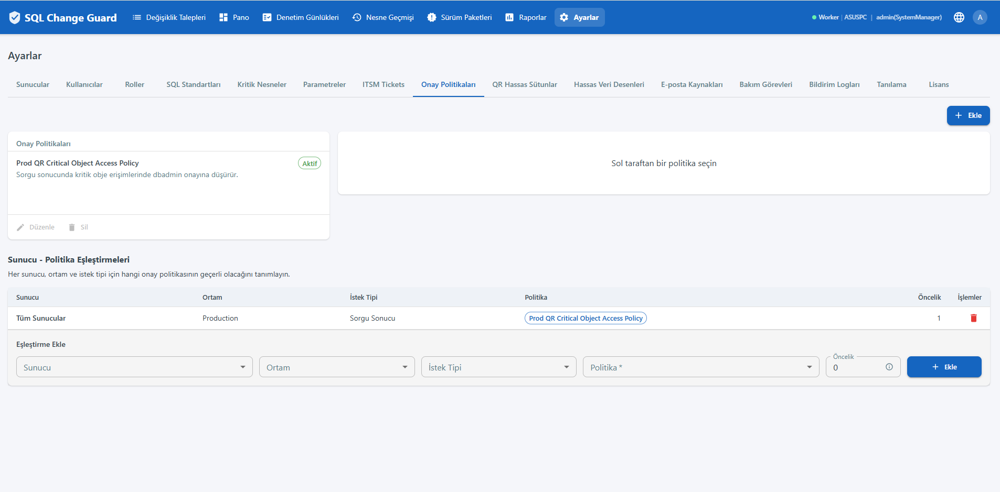 SQL Change Guard
Değişiklik Talepleri
Pano
Denetim Günlükleri
Nesne Geçmişi
Sürüm Paketleri
Raporlar
Ayarlar
Worker | ASUSPC | admin(SystemManager)
A
Ayarlar
Sunucular
Kullanıcılar
Roller
SQL Standartları
Kritik Nesneler
Parametreler
ITSM Tickets
Onay Politikaları
QR Hassas Sütunlar
Hassas Veri Desenleri
E-posta Kaynakları
Bakım Görevleri
Bildirim Logları
Tanılama
Lisans
Ekle
Onay Politikaları
Prod QR Critical Object Access Policy
Aktif
Sorgu sonucunda kritik obje erişimlerinde dbadmin onayına düşürür.
Düzenle
Sil
Sol taraftan bir politika seçin
Sunucu - Politika Eşleştirmeleri
Her sunucu, ortam ve istek tipi için hangi onay politikasının geçerli olacağını tanımlayın.
Sunucu
Ortam
İstek Tipi
Politika
Öncelik
İşlemler
Tüm Sunucular
Production
Sorgu Sonucu
Prod QR Critical Object Access Policy
1
Eşleştirme Ekle
Sunucu
Ortam
İstek Tipi
Politika *
Öncelik
0
Ekle